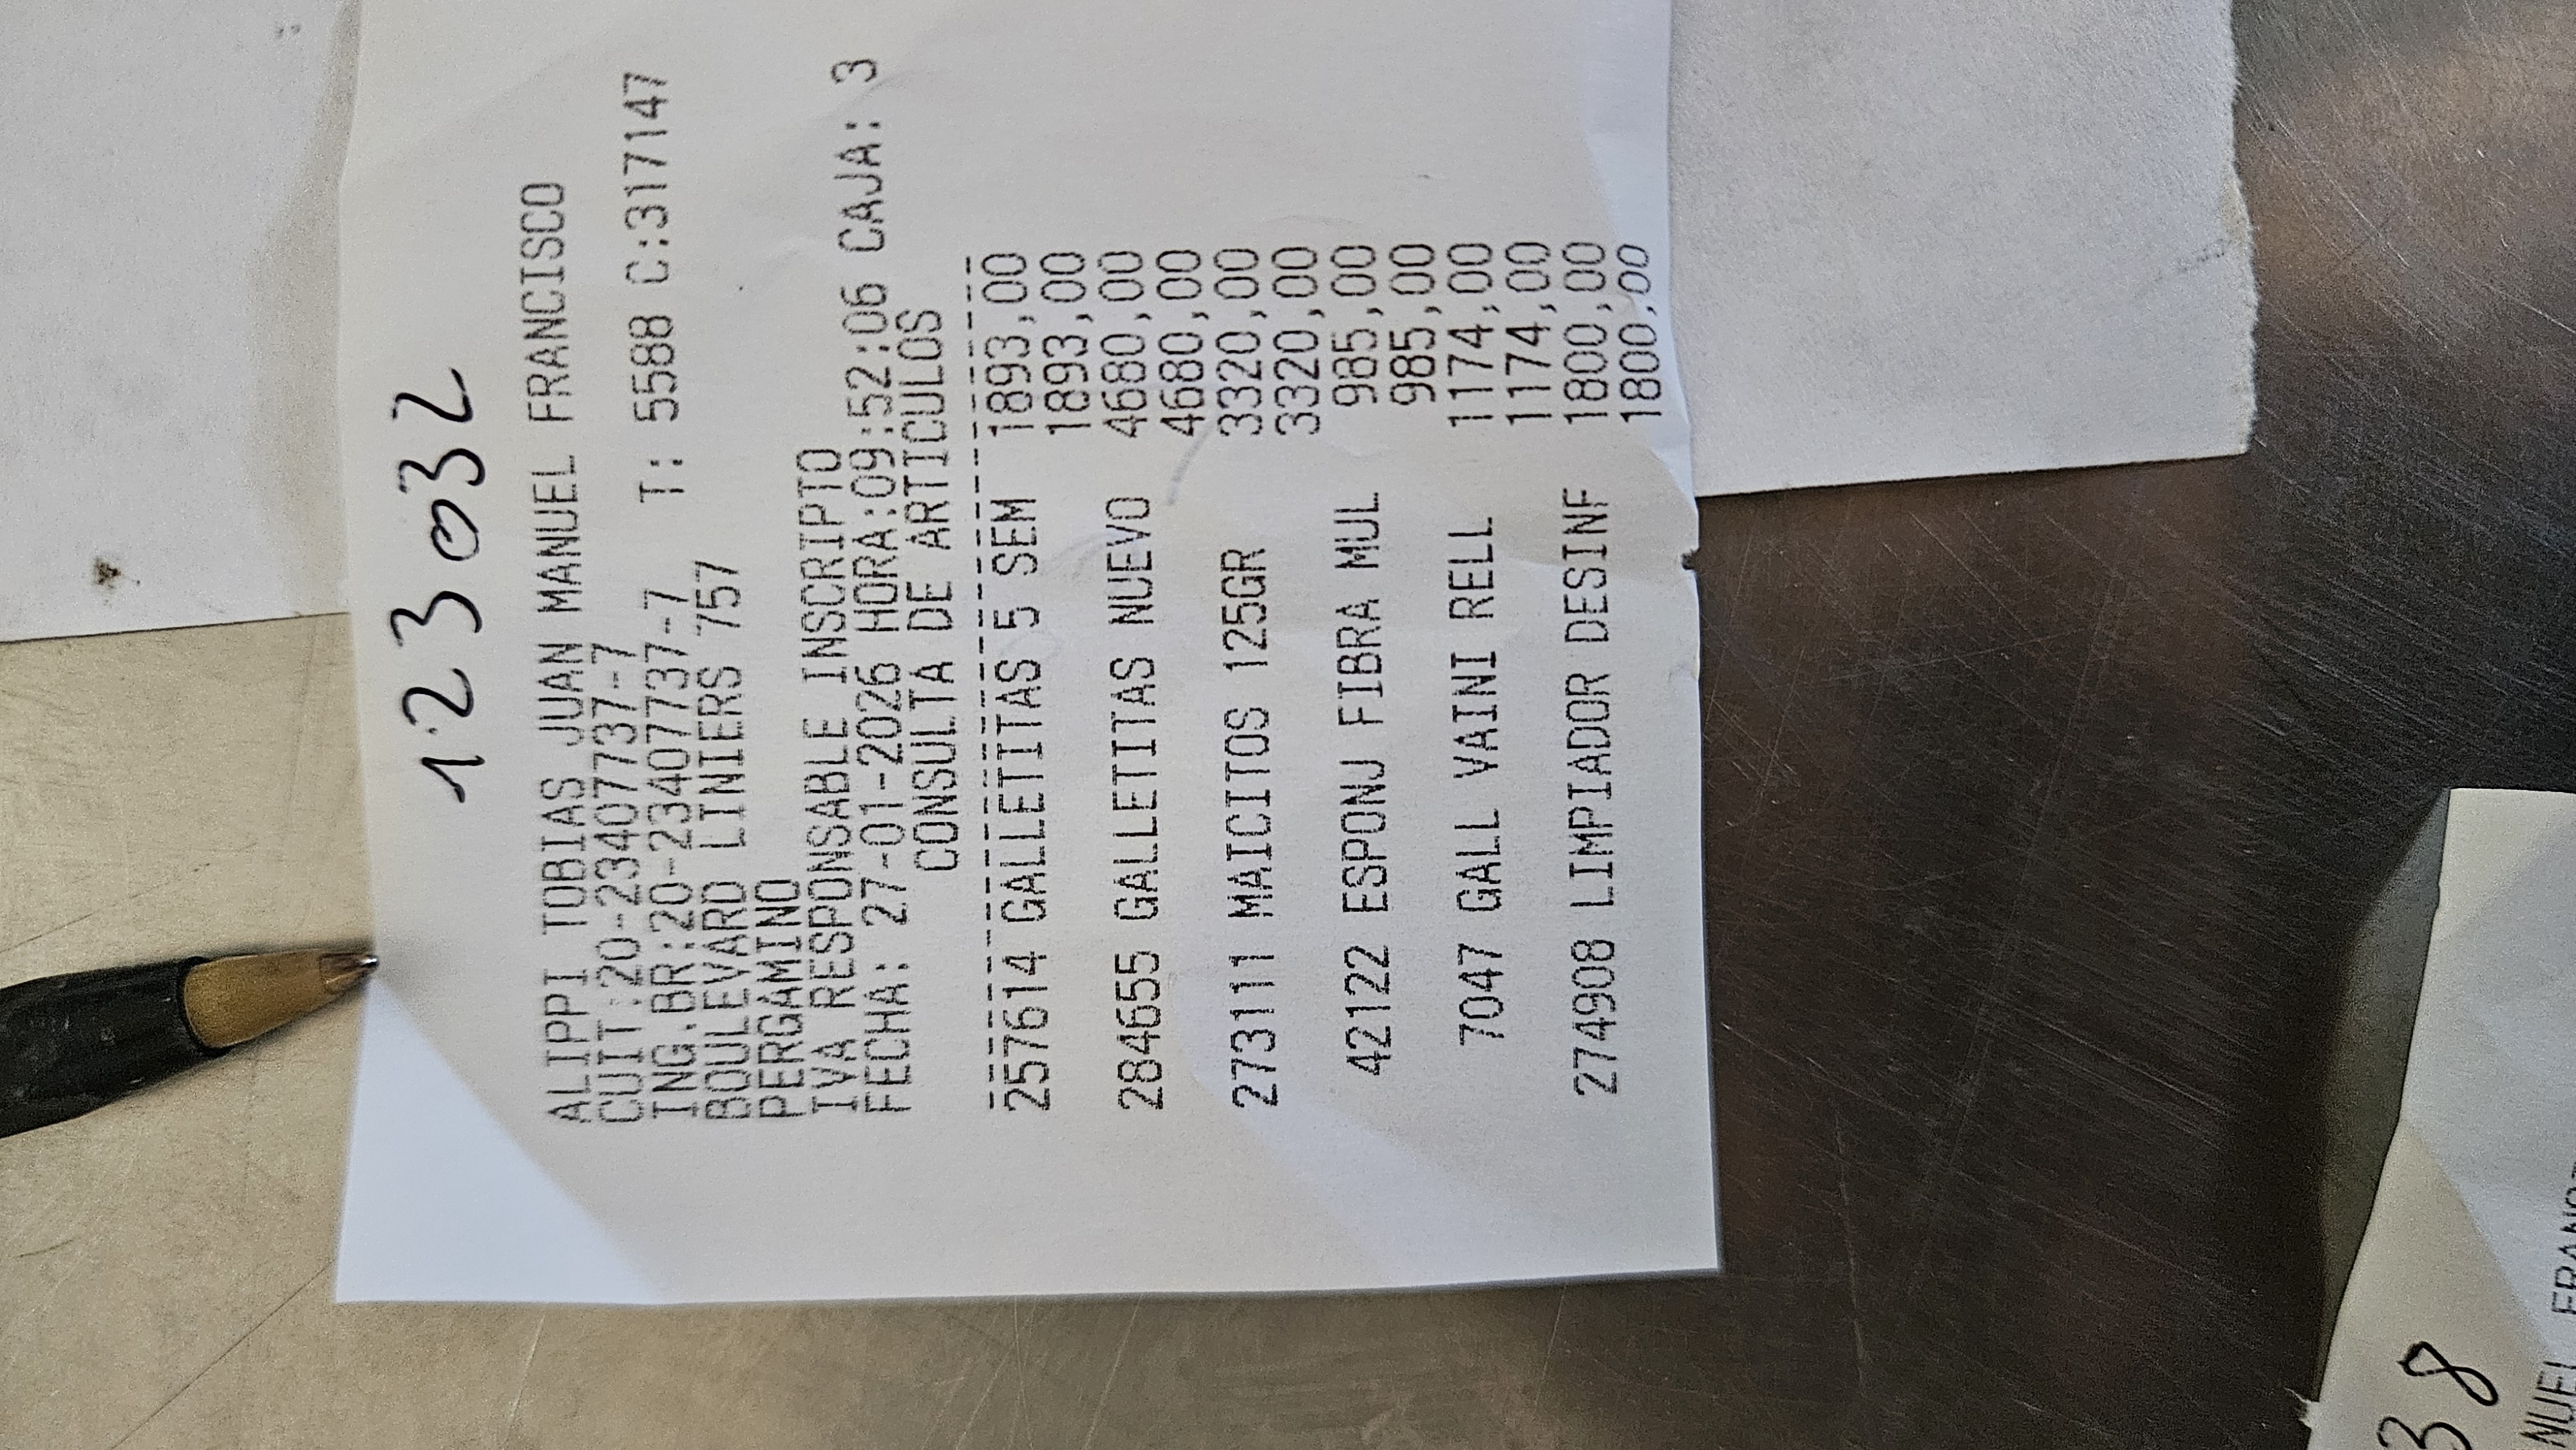 123032
ALIPPI TOBIAS JUAN MANUEL FRANCISCO
CUIT:20-23407737-7
ING.BR:20-23407737-7 T: 5588 C:317147
BOULEVARD LINIERS 757
PERGAMINO
IVA RESPONSABLE INSCRIPTO
FECHA: 27-01-2026 HORA:09:52:06 CAJA: 3
CONSULTA DE ARTICULOS
257614 GALLETITAS 5 SEM 1893,00
1893,00
284655 GALLETITAS NUEVO 4680,00
4680,00
273111 MAICITOS 125GR 3320,00
3320,00
42122 ESPONJ FIBRA MUL 985,00
985,00
7047 GALL VAINI RELL 1174,00
1174,00
274908 LIMPIADOR DESINF 1800,00
1800,00
38